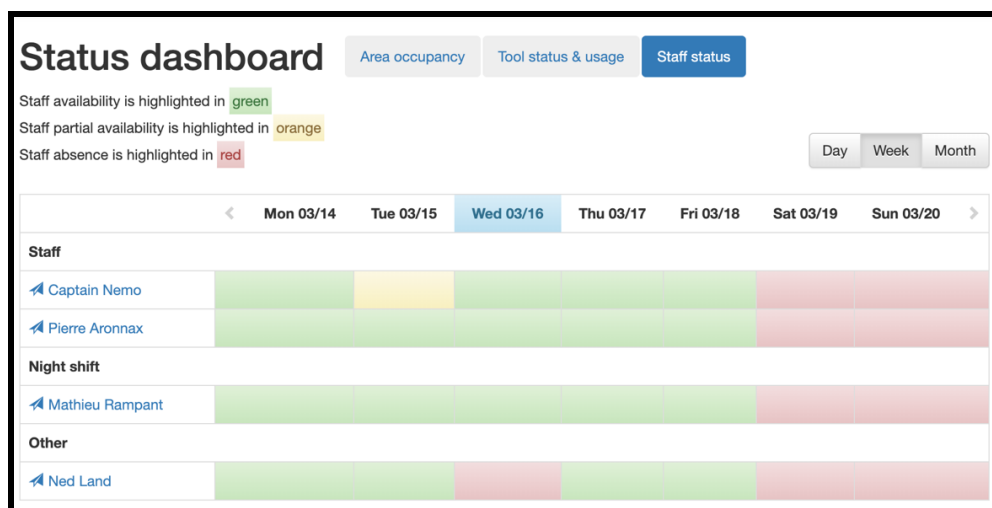 Status dashboard Area occupancy Tool status & usage Staff status
Staff availability is highlighted in green
Staff partial availability is highlighted in orange
Staff absence is highlighted in red
Day Week Month
Mon 03/14 Tue 03/15 Wed 03/16 Thu 03/17 Fri 03/18 Sat 03/19 Sun 03/20
Staff
Captain Nemo
Pierre Aronnax
Night shift
Mathieu Rampant
Other
Ned Land